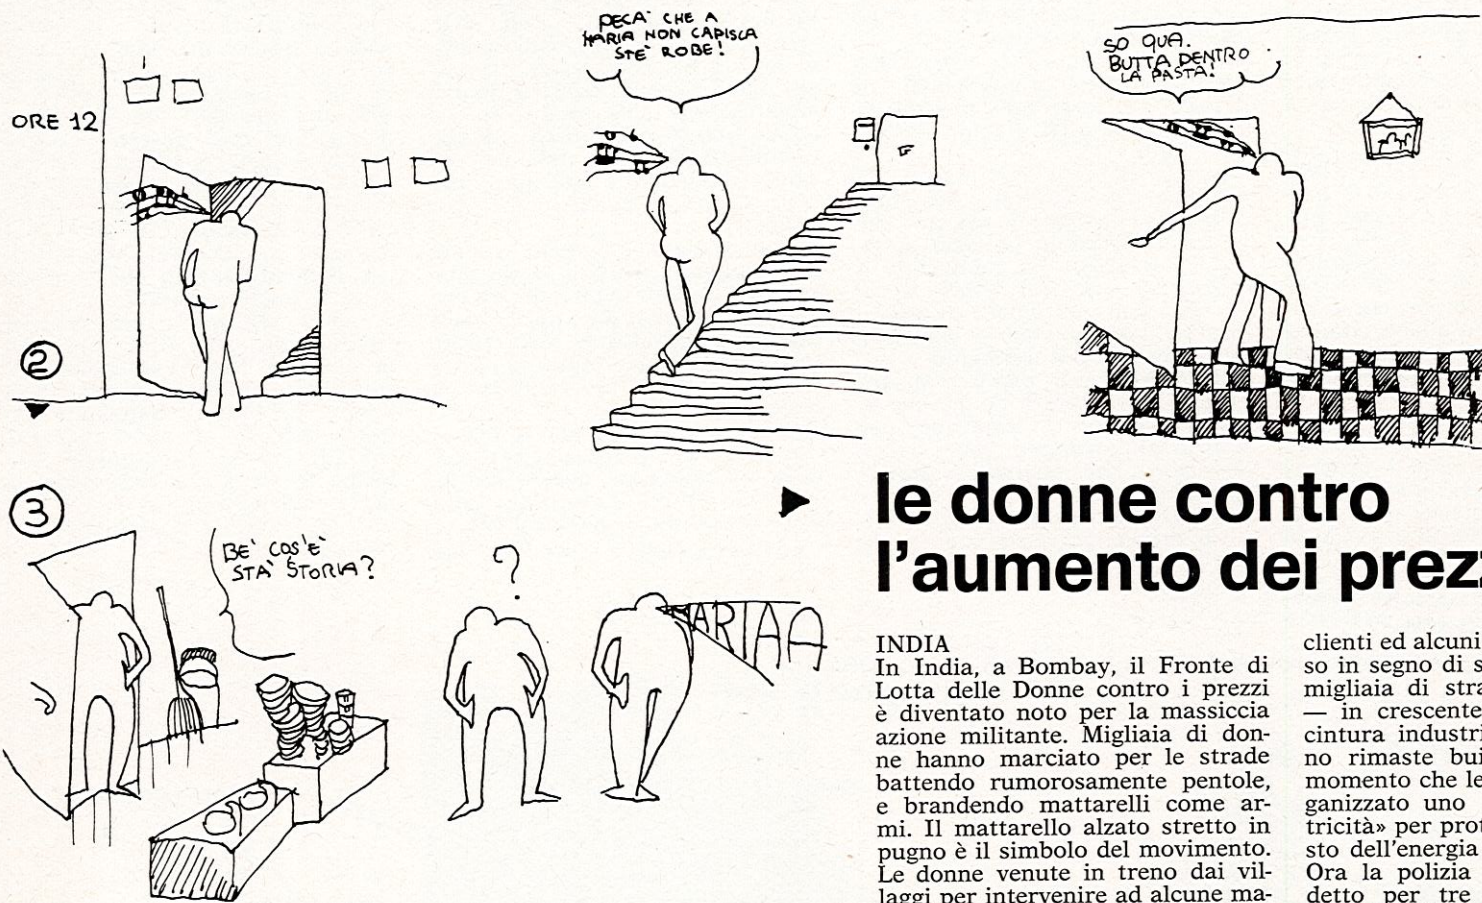 ORE 12
PECA' CHE A
MARIA NON CAPISCA
STE' ROBE!
SO QUA.
BUTTA DENTRO
LA PASTA!
2
3
BE' COS'E'
STA' STORIA?
?
MARIAA
le donne contro
l'aumento dei prez
INDIA
In India, a Bombay, il Fronte di
Lotta delle Donne contro i prezzi
è diventato noto per la massiccia
azione militante. Migliaia di don-
ne hanno marciato per le strade
battendo rumorosamente pentole,
e brandendo mattarelli come ar-
mi. Il mattarello alzato stretto in
pugno è il simbolo del movimento.
Le donne venute in treno dai vil-
laggi per intervenire ad alcune ma-
clienti ed alcuni
so in segno di s
migliaia di stra
— in crescente
cintura industri
no rimaste bui
momento che le
ganizzato uno
tricità» per prot
sto dell'energia
Ora la polizia
detto per tre